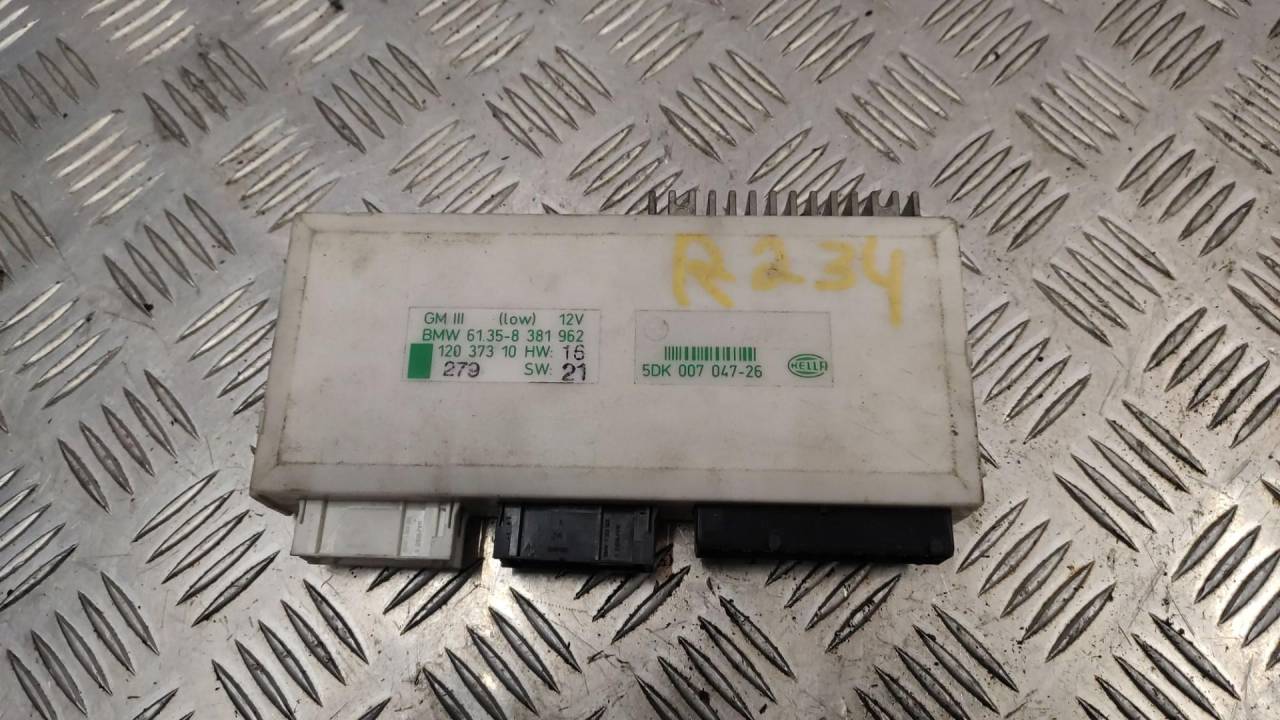 R234
GM III (low) 12V
BMW 61.35-8 381 962
120 373 10 HW: 16
279 SW: 21
5DK 007 047-26
HELLA